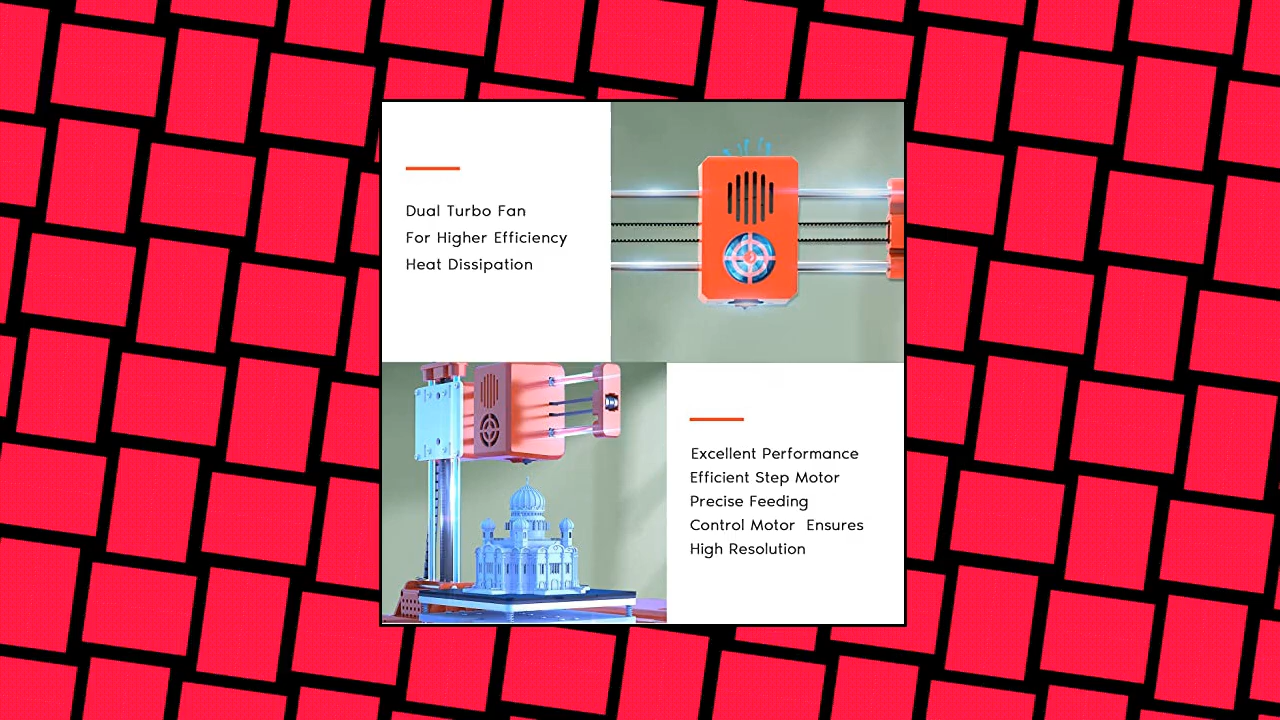 Dual Turbo Fan
For Higher Efficiency
Heat Dissipation
Excellent Performance
Efficient Step Motor
Precise Feeding
Control Motor  Ensures
High Resolution